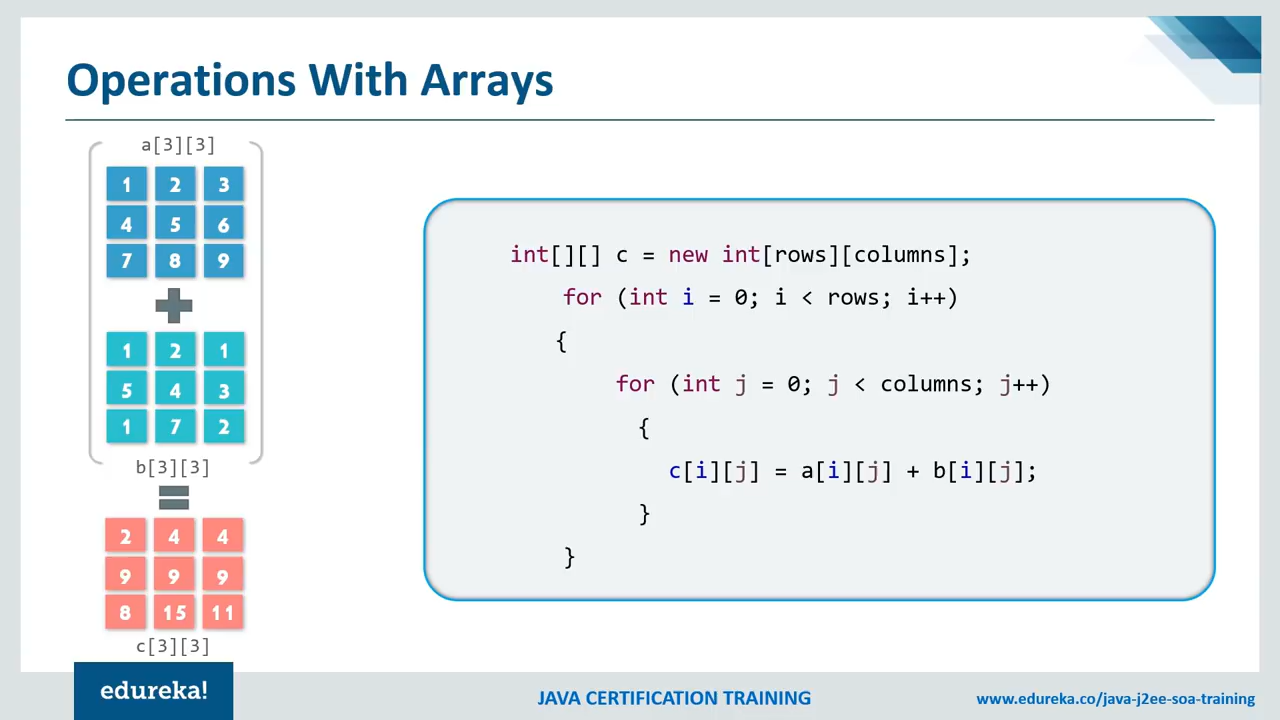 Operations With Arrays
a[3][3]
1 2 3
4 5 6
7 8 9
+
1 2 1
5 4 3
1 7 2
b[3][3]
=
2 4 4
9 9 9
8 15 11
c[3][3]
int[][] c = new int[rows][columns];
for (int i = 0; i < rows; i++)
{
for (int j = 0; j < columns; j++)
{
c[i][j] = a[i][j] + b[i][j];
}
}
edureka!
JAVA CERTIFICATION TRAINING
www.edureka.co/java-j2ee-soa-training